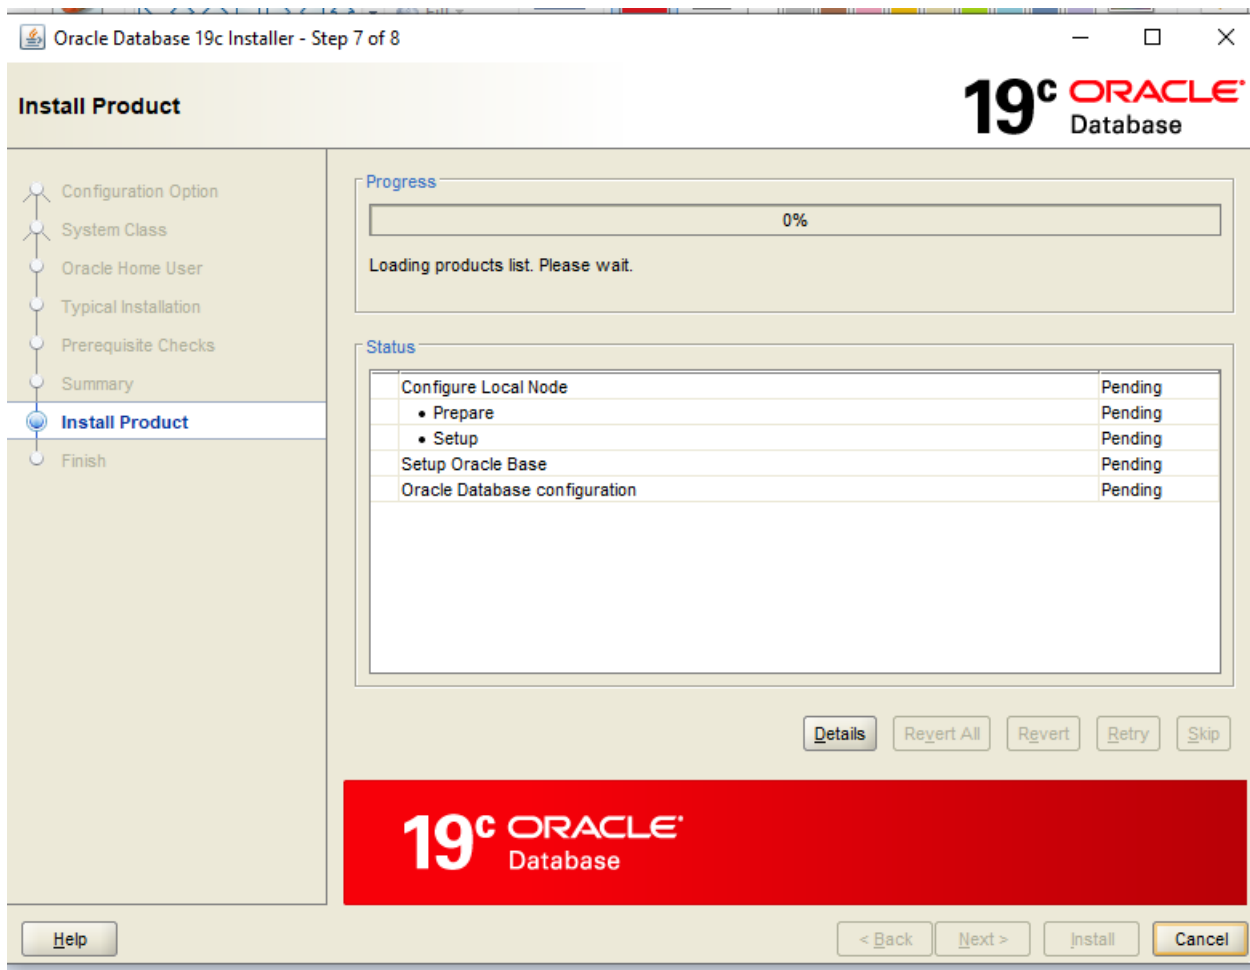 Oracle Database 19c Installer - Step 7 of 8
Install Product
19c ORACLE
Database
Configuration Option
System Class
Oracle Home User
Typical Installation
Prerequisite Checks
Summary
Install Product
Finish
Progress
0%
Loading products list. Please wait.
Status
Configure Local Node Pending
• Prepare Pending
• Setup Pending
Setup Oracle Base Pending
Oracle Database configuration Pending
Details Revert All Revert Retry Skip
19c ORACLE
Database
Help < Back Next > Install Cancel